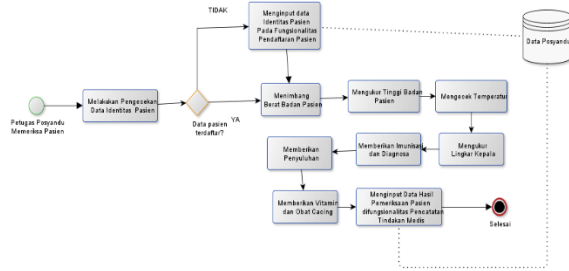 TIDAK
Menginput data
Identitas Pasien
Pada Fungsionalitas
Pendaftaran Pasien
Data Posyandu
Melakukan Pengecekan
Data Identitas Pasien
Petugas Posyandu
Memeriksa Pasien
Data pasien
terdaftar?
YA
Menimbang
Berat Badan Pasien
Mengukur Tinggi Badan
Pasien
Mengecek Temperatur
Mengukur
Lingkar Kepala
Memberikan Imunisasi
dan Diagnosa
Memberikan
Penyuluhan
Memberikan Vitamin
dan Obat Cacing
Menginput Data Hasil
Pemeriksaan Pasien
difungsionalitas Pencatatan
Tindakan Medis
Selesai